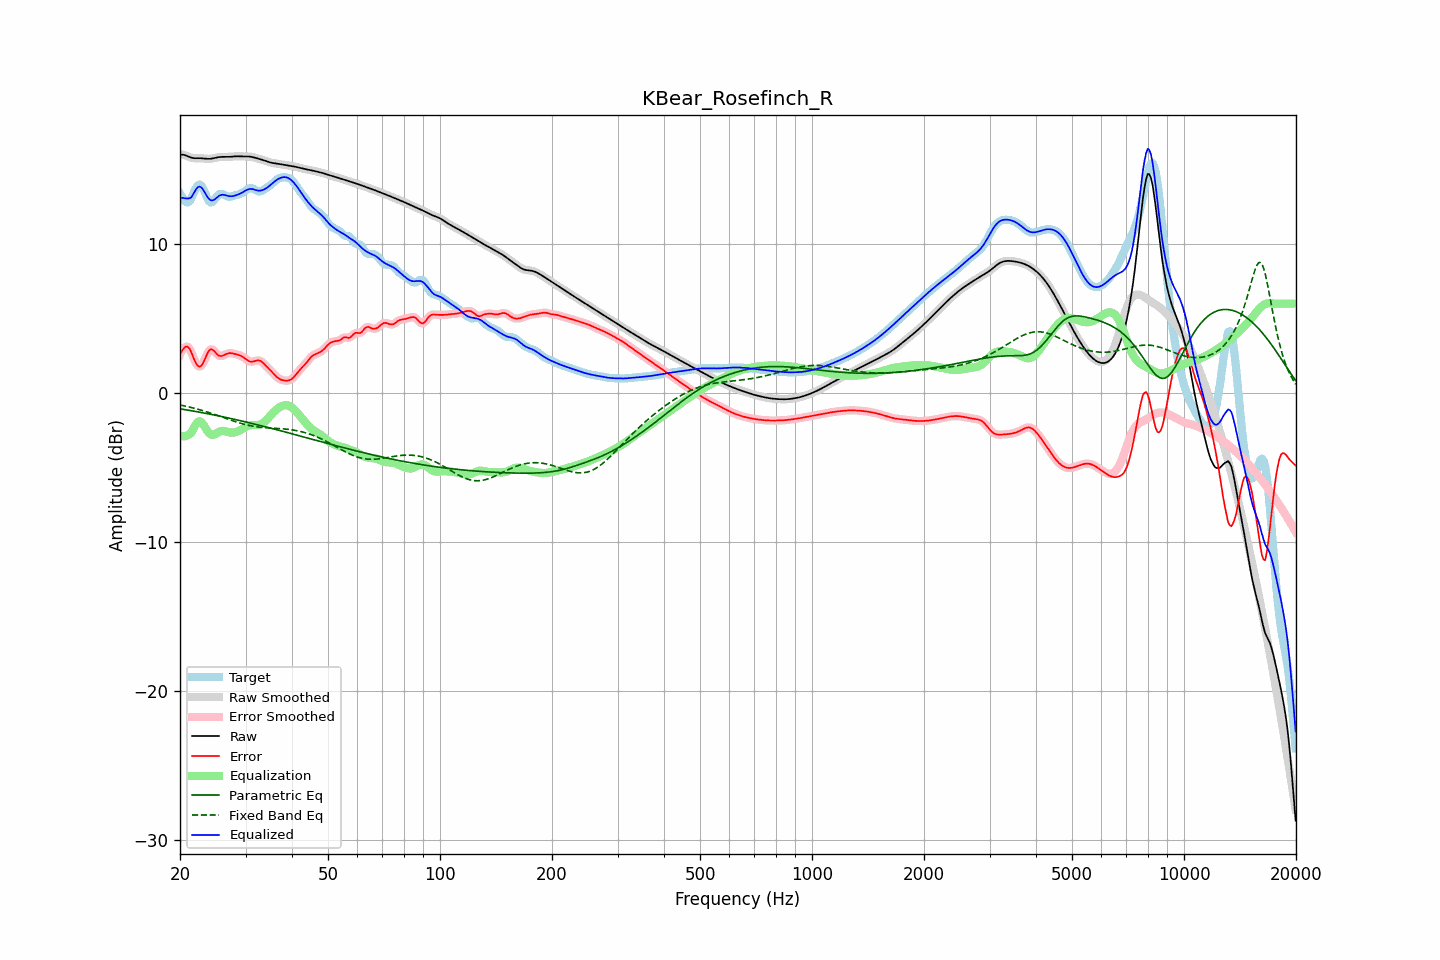 KBear_Rosefinch_R
Amplitude (dBr)
10
0
−10
−20
−30
Target
Raw Smoothed
Error Smoothed
Raw
Error
Equalization
Parametric Eq
Fixed Band Eq
Equalized
20 50 100 200 500 1000 2000 5000 10000 20000
Frequency (Hz)